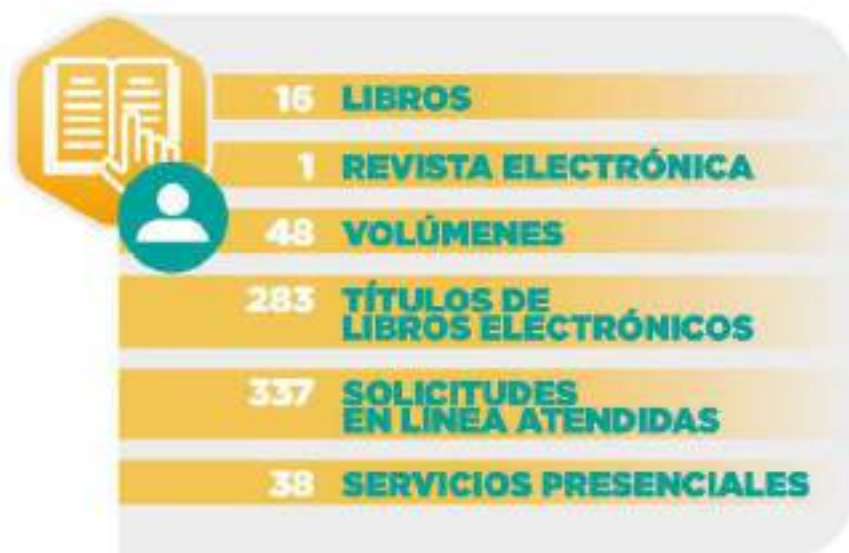 16 LIBROS
1 REVISTA ELECTRÓNICA
48 VOLÚMENES
283 TÍTULOS DE
LIBROS ELECTRÓNICOS
337 SOLICITUDES
EN LÍNEA ATENDIDAS
38 SERVICIOS PRESENCIALES